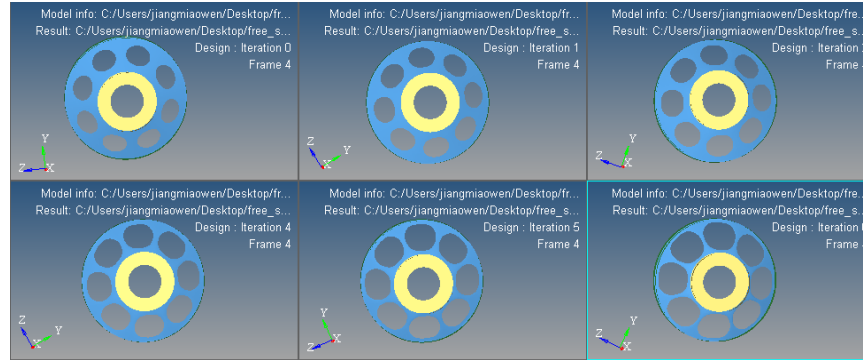 Model info: C:/Users/jiangmiaowen/Desktop/fr...
Result: C:/Users/jiangmiaowen/Desktop/free_s...
Design : Iteration 0
Frame 4
Y
Z
X
Model info: C:/Users/jiangmiaowen/Desktop/fr...
Result: C:/Users/jiangmiaowen/Desktop/free_s...
Design : Iteration 1
Frame 4
Z
Y
X
Model info: C:/Users/jiangmiaowen/Desktop/fr...
Result: C:/Users/jiangmiaowen/Desktop/free_s...
Design : Iteration
Frame
Y
Z
X
Model info: C:/Users/jiangmiaowen/Desktop/fr...
Result: C:/Users/jiangmiaowen/Desktop/free_s...
Design : Iteration 4
Frame 4
Z
Y
X
Model info: C:/Users/jiangmiaowen/Desktop/fr...
Result: C:/Users/jiangmiaowen/Desktop/free_s...
Design : Iteration 5
Frame 4
Y
Z
X
Model info: C:/Users/jiangmiaowen/Desktop/fr...
Result: C:/Users/jiangmiaowen/Desktop/free_s...
Design : Iteration
Frame
Y
Z
X